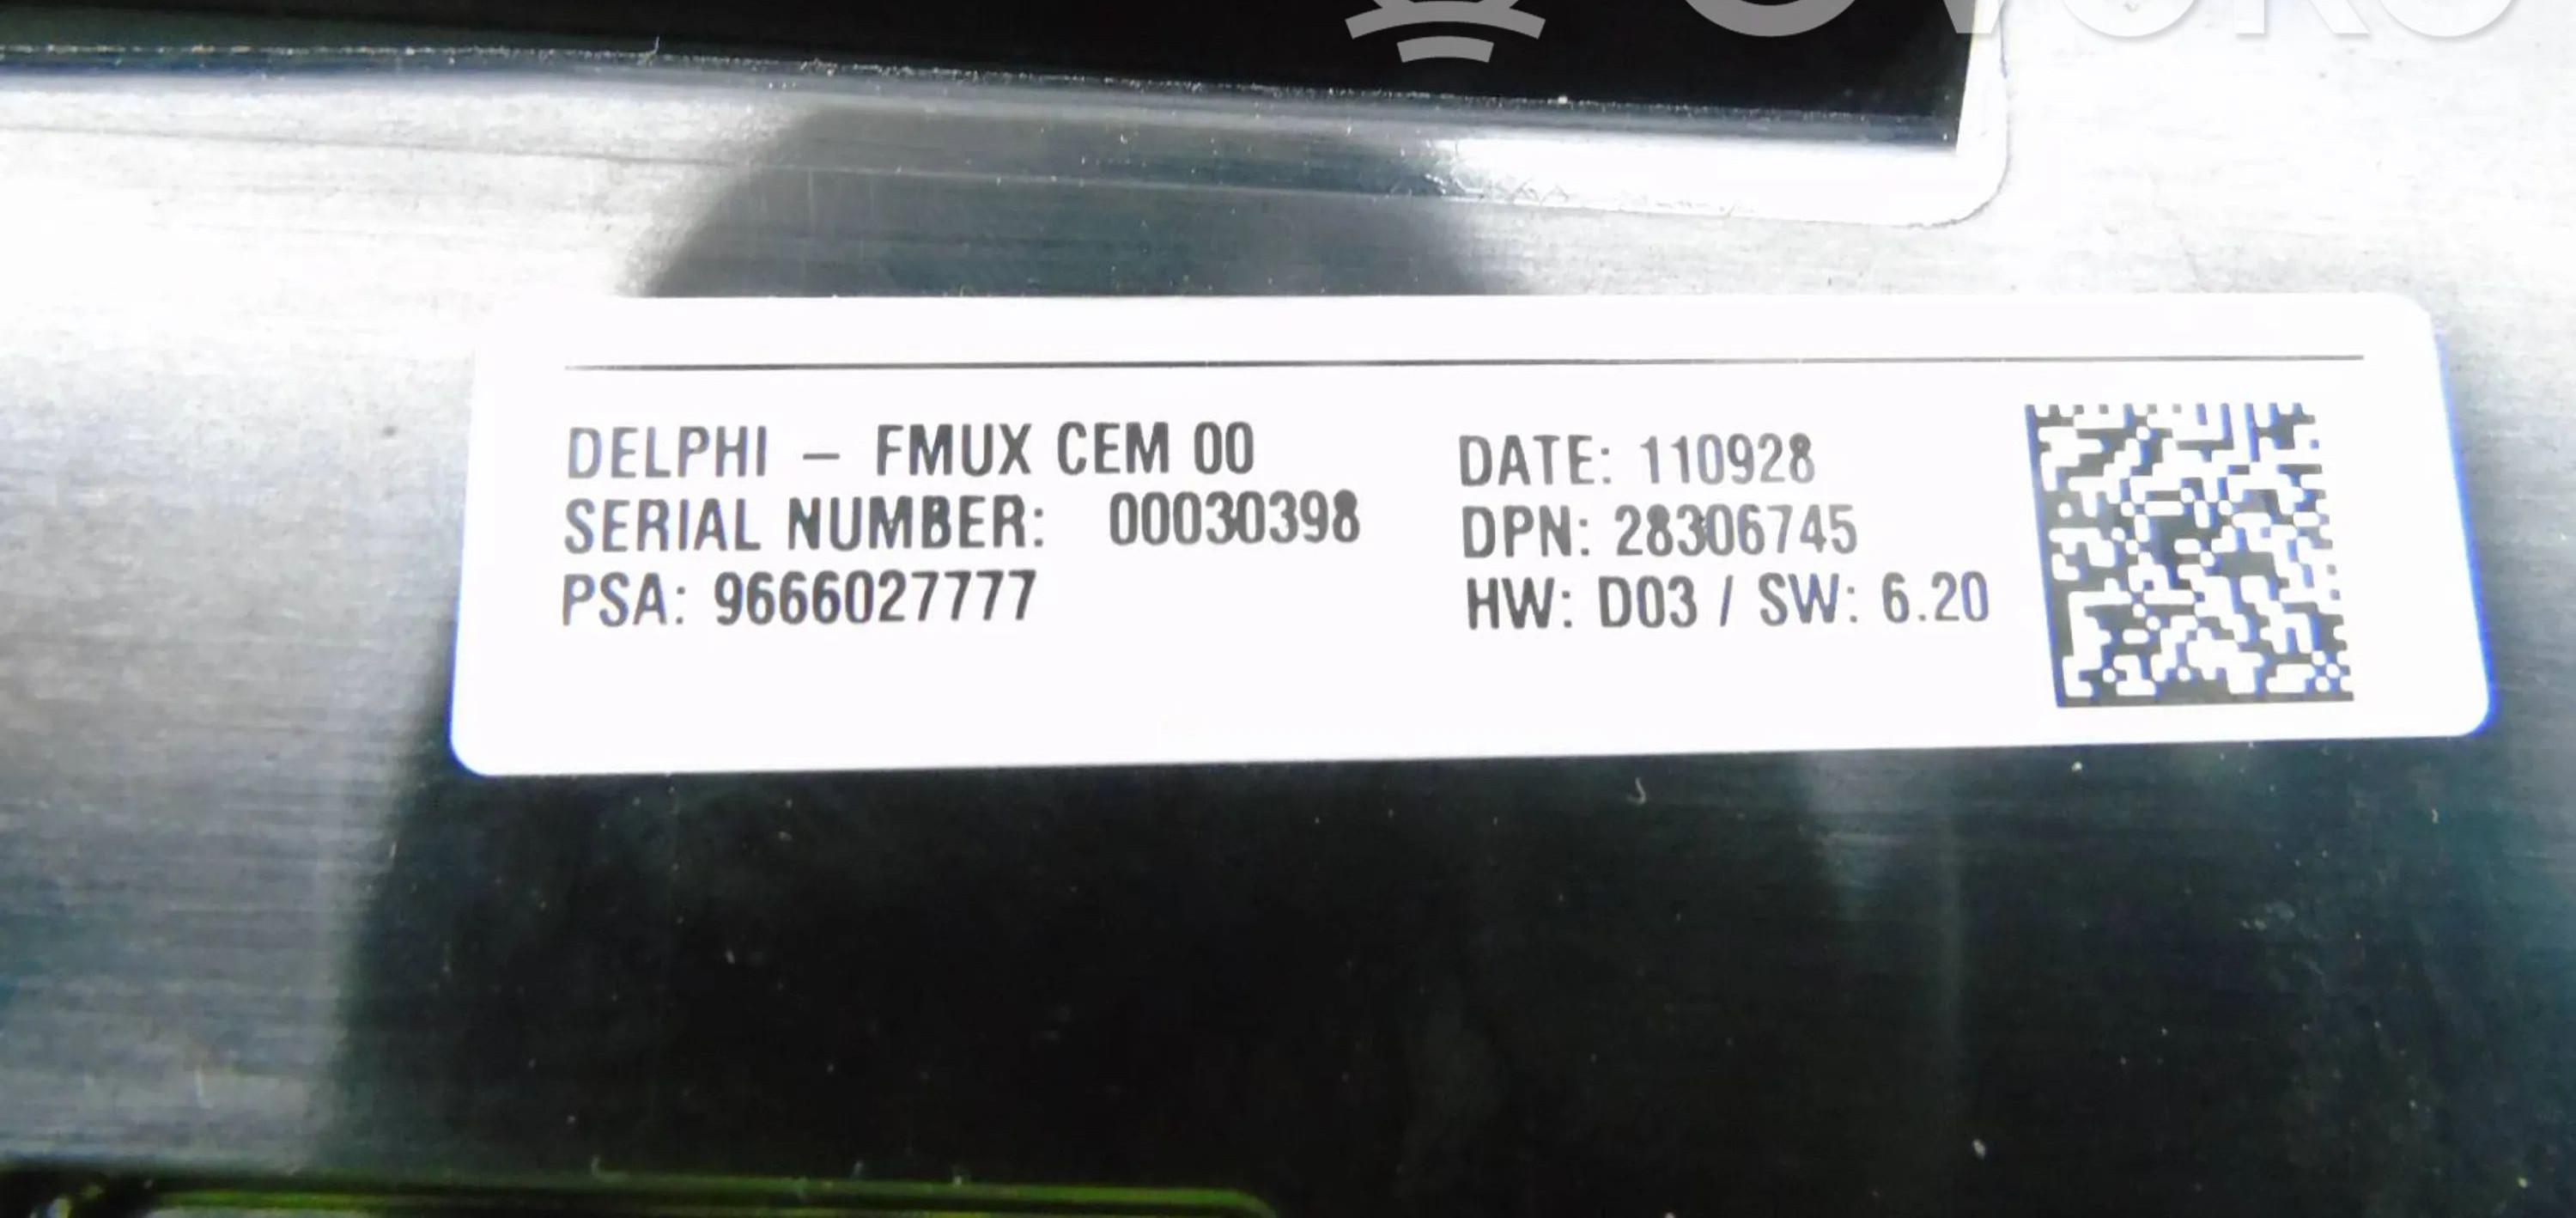 DELPHI – FMUX CEM 00
SERIAL NUMBER: 00030398
PSA: 9666027777
DATE: 110928
DPN: 28306745
HW: D03 / SW: 6.20